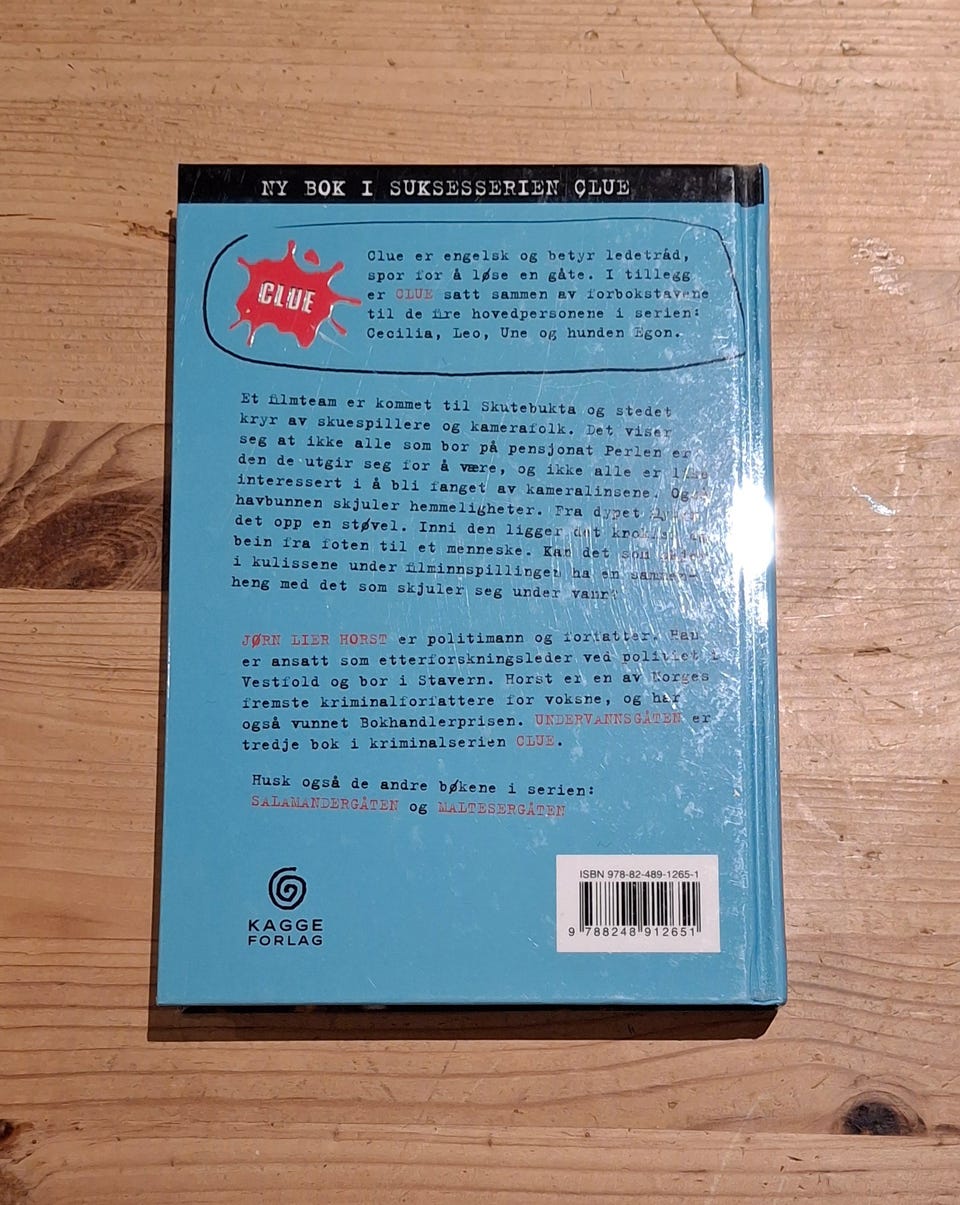 NY BOK I SUKSESSERIEN CLUE
CLUE
Clue er engelsk og betyr ledetråd,
spor for å løse en gåte. I tillegg
er CLUE satt sammen av forbokstavene
til de fire hovedpersonene i serien:
Cecilia, Leo, Une og hunden Egon.
Et filmteam er kommet til Skutebukta og stedet
kryr av skuespillere og kamerafolk. Det viser
seg at ikke alle som bor på pensjonat Perlen er
den de utgir seg for å være, og ikke alle er like
interessert i å bli fanget av kameralinsene. Også
havbunnen skjuler hemmeligheter. Fra dypet
det opp en støvel. Inni den ligger det
bein fra foten til et menneske. Kan det som skjer
i kulissene under filminnspillingen ha en sammen-
heng med det som skjuler seg under vann?
JØRN LIER HORST er politimann og forfatter. Han
er ansatt som etterforskningsleder ved politiet i
Vestfold og bor i Stavern. Horst er en av Norges
fremste kriminalforfattere for voksne, og har
også vunnet Bokhandlerprisen. UNDERVANNSGÅTEN er
tredje bok i kriminalserien CLUE.
Husk også de andre bøkene i serien:
SALAMANDERGÅTEN og MALTESERGÅTEN
KAGGE
FORLAG
ISBN 978-82-489-1265-1
9 788248 912651